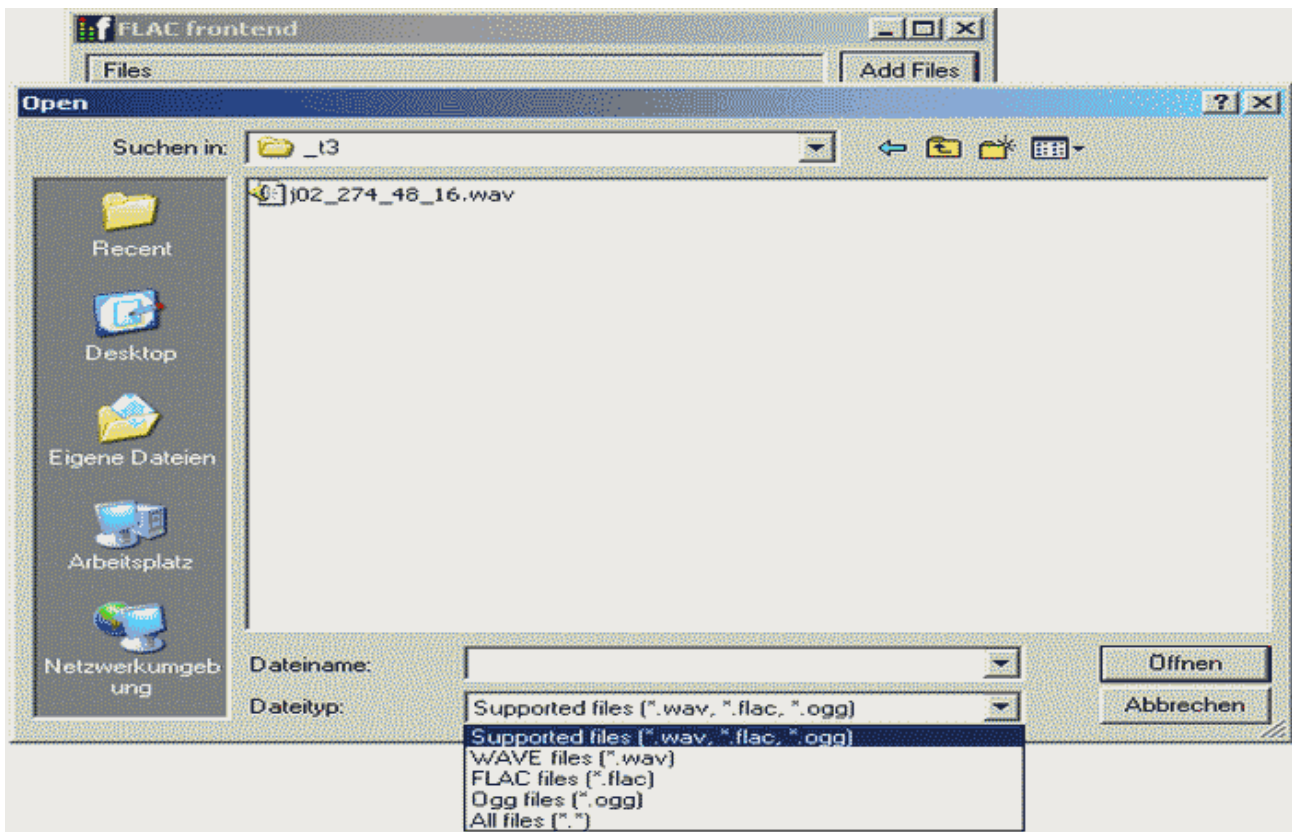 FLAC frontend
Files
Add Files
Open
Suchen in:
_t3
j02_274_48_16.wav
Recent
Desktop
Eigene Dateien
Arbeitsplatz
Netzwerkumgeb
ung
Dateiname:
Öffnen
Dateityp:
Supported files (*.wav, *.flac, *.ogg)
Abbrechen
Supported files (*.wav, *.flac, *.ogg)
WAVE files (*.wav)
FLAC files (*.flac)
Ogg files (*.ogg)
All files (*.*)